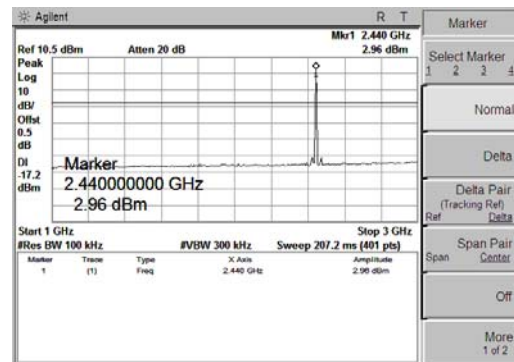 Agilent R T
Mkr1 2.440 GHz
Ref 10.5 dBm Atten 20 dB 2.96 dBm
Peak
Log
10
dB/
Offst
0.5
dB
DI
-17.2
dBm
Marker
2.440000000 GHz
2.96 dBm
Start 1 GHz Stop 3 GHz
#Res BW 100 kHz #VBW 300 kHz Sweep 207.2 ms (401 pts)
Marker Trace Type X Axis Amplitude
1 (1) Freq 2.440 GHz 2.96 dBm
Marker
Select Marker
1 2 3 4
Normal
Delta
Delta Pair
(Tracking Ref)
Ref Delta
Span Pair
Span Center
Off
More
1 of 2